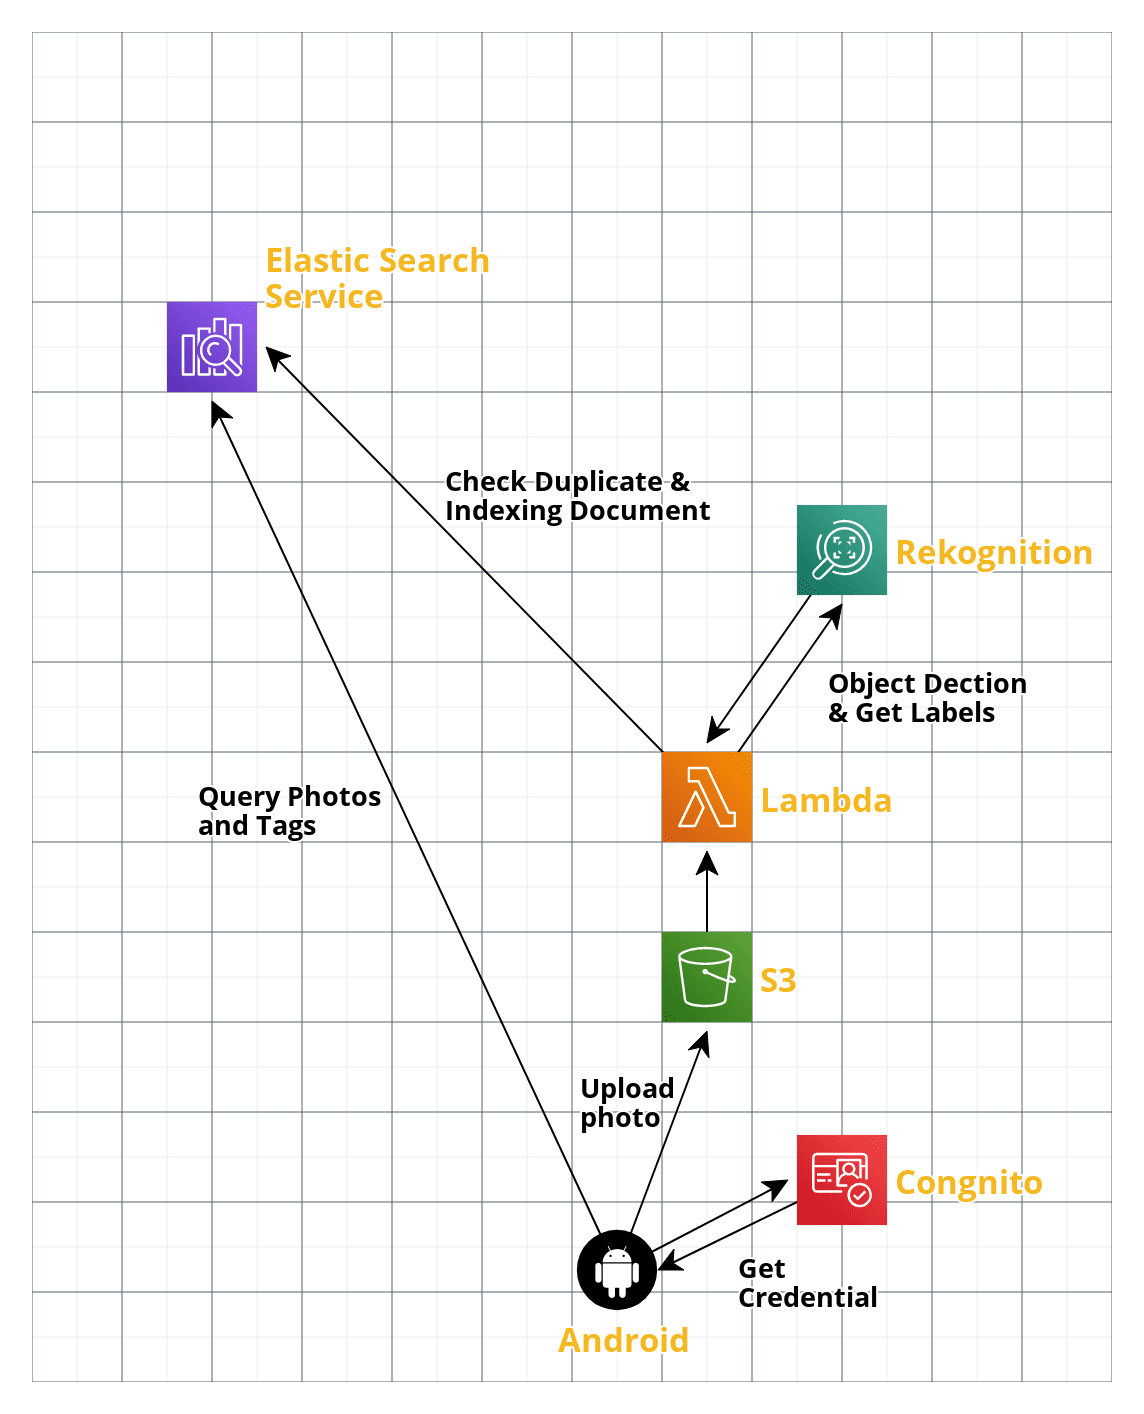 Elastic Search
Service
Check Duplicate &
Indexing Document
Rekognition
Object Dection
& Get Labels
Query Photos
and Tags
Lambda
S3
Upload
photo
Congnito
Get
Credential
Android